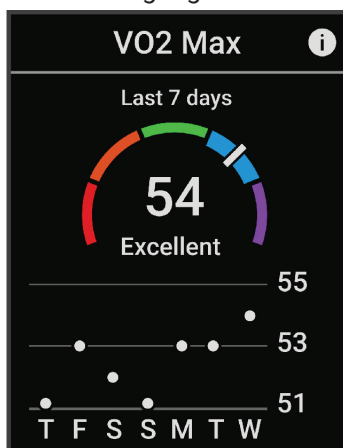 VO2 Max i
Last 7 days
54
Excellent
55
53
51
T F S S M T W